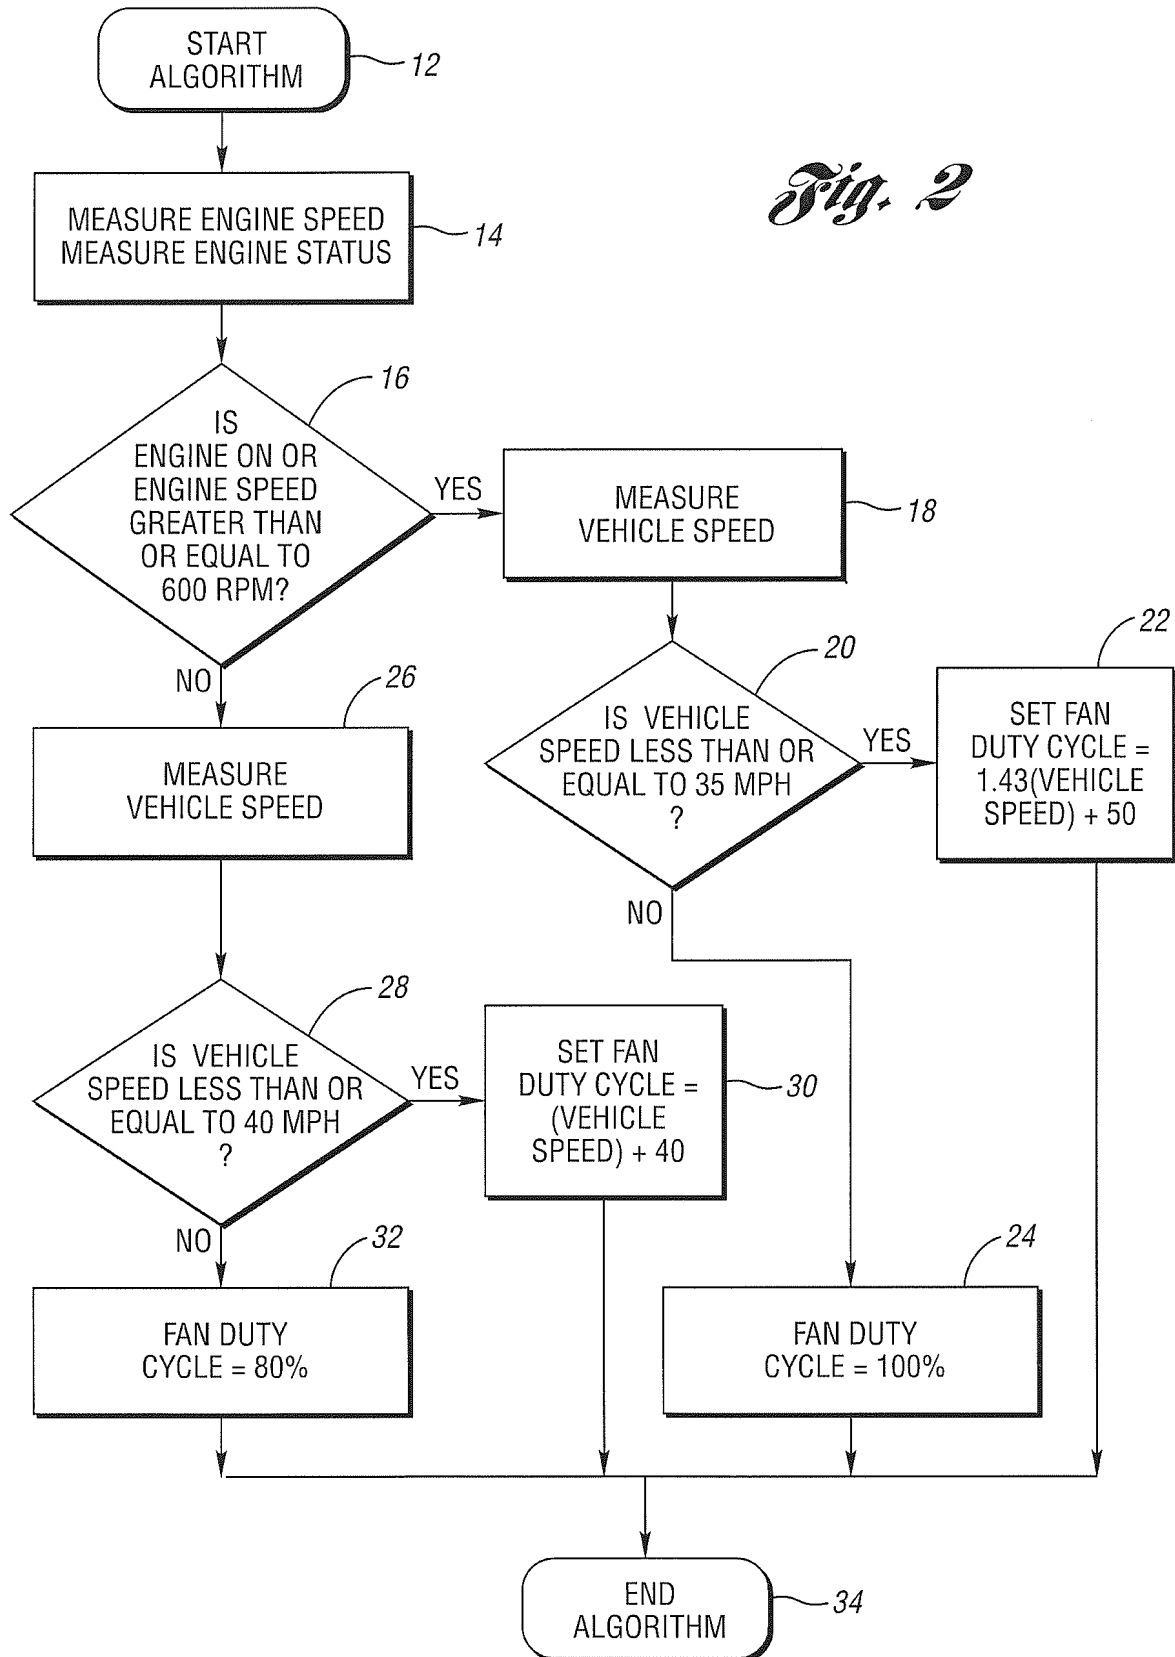 START
ALGORITHM
12
Fig. 2
MEASURE ENGINE SPEED
MEASURE ENGINE STATUS
14
16
IS
ENGINE ON OR
ENGINE SPEED
GREATER THAN
OR EQUAL TO
600 RPM?
YES
MEASURE
VEHICLE SPEED
18
NO
20
IS VEHICLE
SPEED LESS THAN OR
EQUAL TO 35 MPH
?
YES
22
SET FAN
DUTY CYCLE =
1.43(VEHICLE
SPEED) + 50
26
MEASURE
VEHICLE SPEED
NO
28
IS VEHICLE
SPEED LESS THAN OR
EQUAL TO 40 MPH
?
YES
SET FAN
DUTY CYCLE =
(VEHICLE
SPEED) + 40
30
NO
32
FAN DUTY
CYCLE = 80%
24
FAN DUTY
CYCLE = 100%
END
ALGORITHM
34